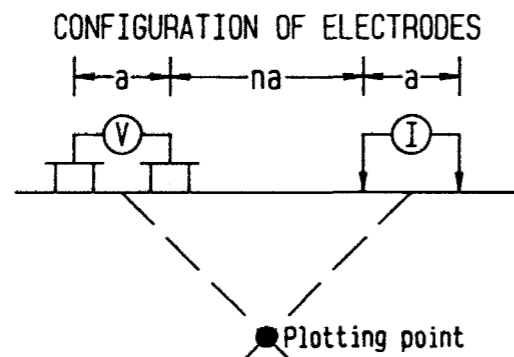 CONFIGURATION OF ELECTRODES
a na a
V I
Plotting point